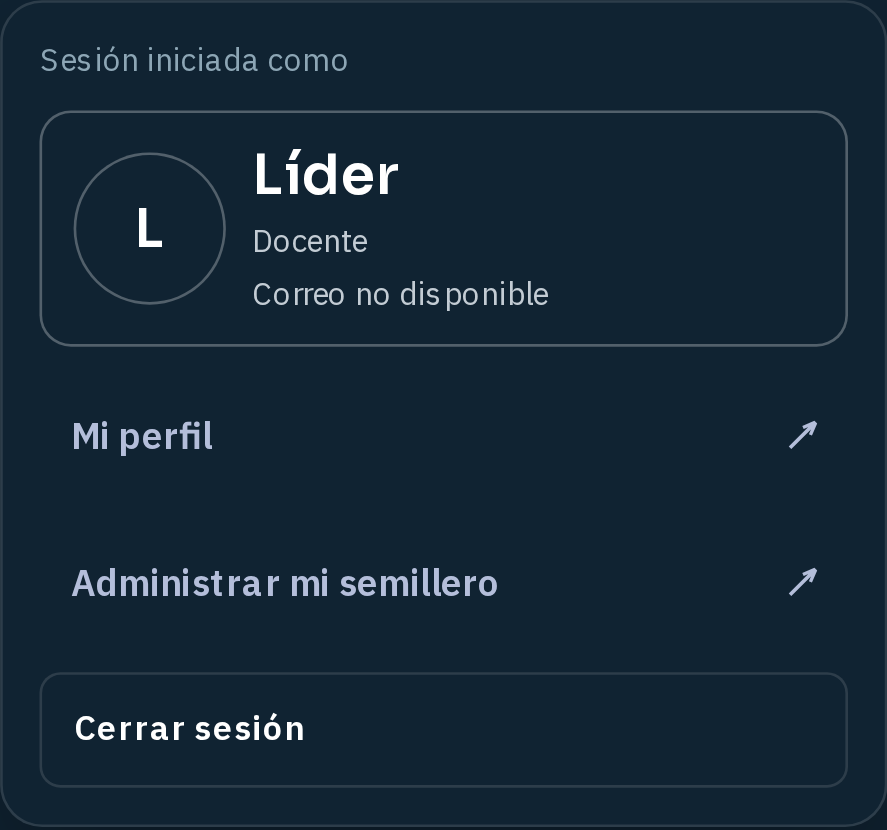 Sesión iniciada como
L
Líder
Docente
Correo no disponible
Mi perfil
Administrar mi semillero
Cerrar sesión